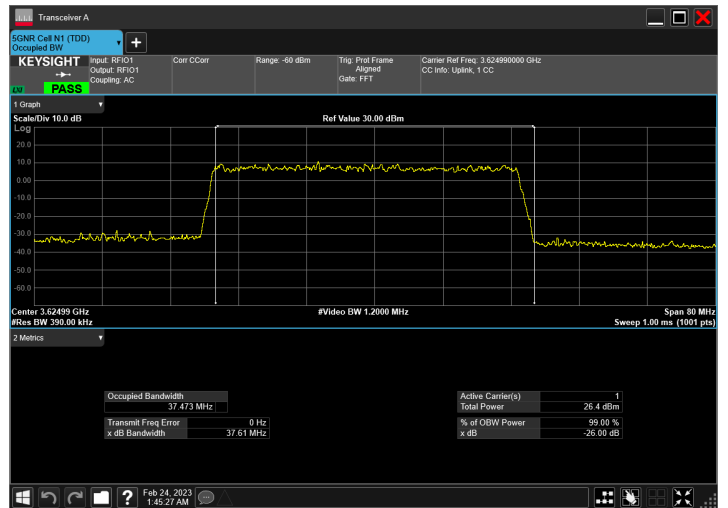 Transceiver A
5GNR Cell N1 (TDD)
Occupied BW
KEYSIGHT
LXI
PASS
Input: RFIO1
Output: RFIO1
Coupling: AC
Corr CCorr
Range: -60 dBm
Trig: Prot Frame
Aligned
Gate: FFT
Carrier Ref Freq: 3.624990000 GHz
CC Info: Uplink, 1 CC
1 Graph
Scale/Div 10.0 dB
Ref Value 30.00 dBm
Log
20.0
10.0
0.00
-10.0
-20.0
-30.0
-40.0
-50.0
-60.0
Center 3.62499 GHz
#Video BW 1.2000 MHz
Span 80 MHz
#Res BW 390.00 kHz
Sweep 1.00 ms (1001 pts)
2 Metrics
Occupied Bandwidth
37.473 MHz
Active Carrier(s) 1
Total Power 26.4 dBm
Transmit Freq Error 0 Hz
x dB Bandwidth 37.61 MHz
% of OBW Power 99.00 %
x dB -26.00 dB
?
Feb 24, 2023
1:45:27 AM